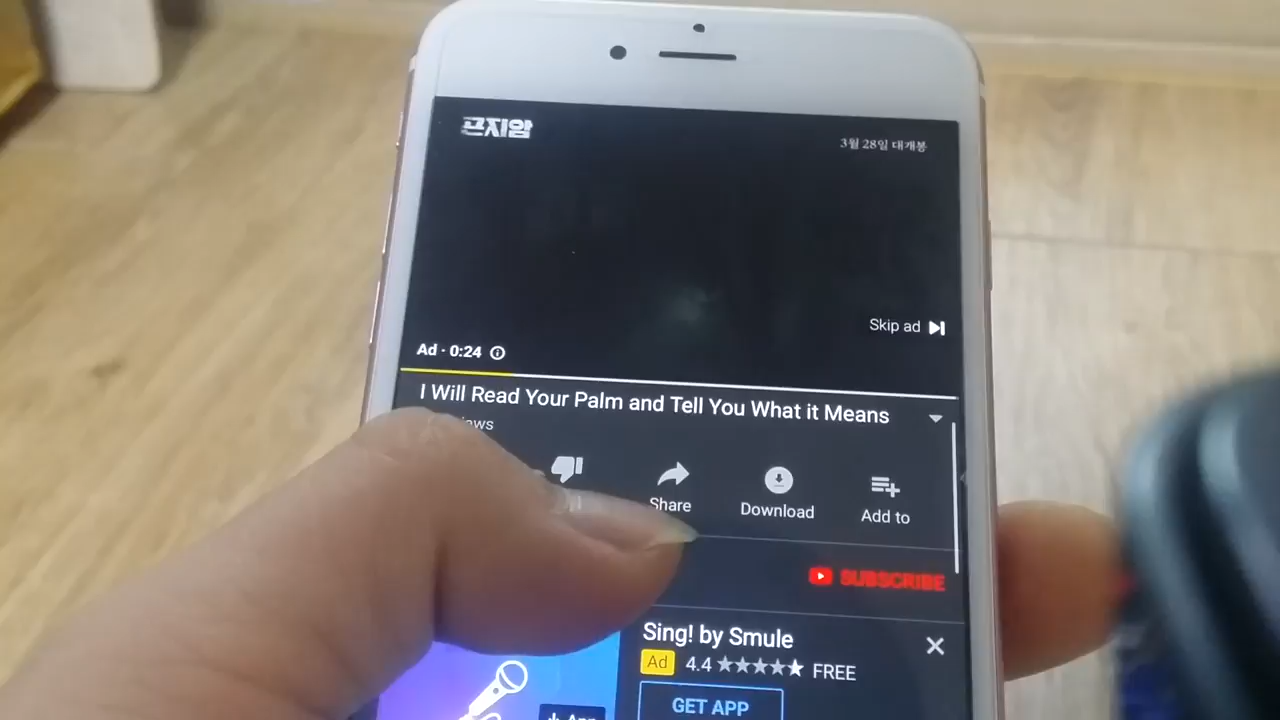 곤지암
3월 28일 대개봉
Skip ad
Ad · 0:24
I Will Read Your Palm and Tell You What it Means
Share
Download
Add to
SUBSCRIBE
Sing! by Smule
Ad 4.4 FREE
GET APP